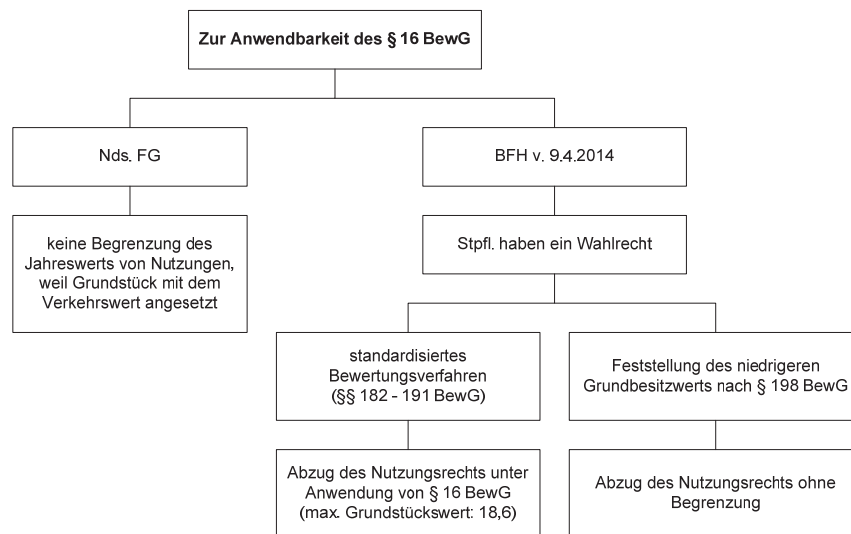 Zur Anwendbarkeit des § 16 BewG
Nds. FG
BFH v. 9.4.2014
keine Begrenzung des
Jahreswerts von Nutzungen,
weil Grundstück mit dem
Verkehrswert angesetzt
Stpfl. haben ein Wahlrecht
standardisiertes
Bewertungsverfahren
(§§ 182 - 191 BewG)
Feststellung des niedrigeren
Grundbesitzwerts nach § 198 BewG
Abzug des Nutzungsrechts unter
Anwendung von § 16 BewG
(max. Grundstückswert: 18,6)
Abzug des Nutzungsrechts ohne
Begrenzung